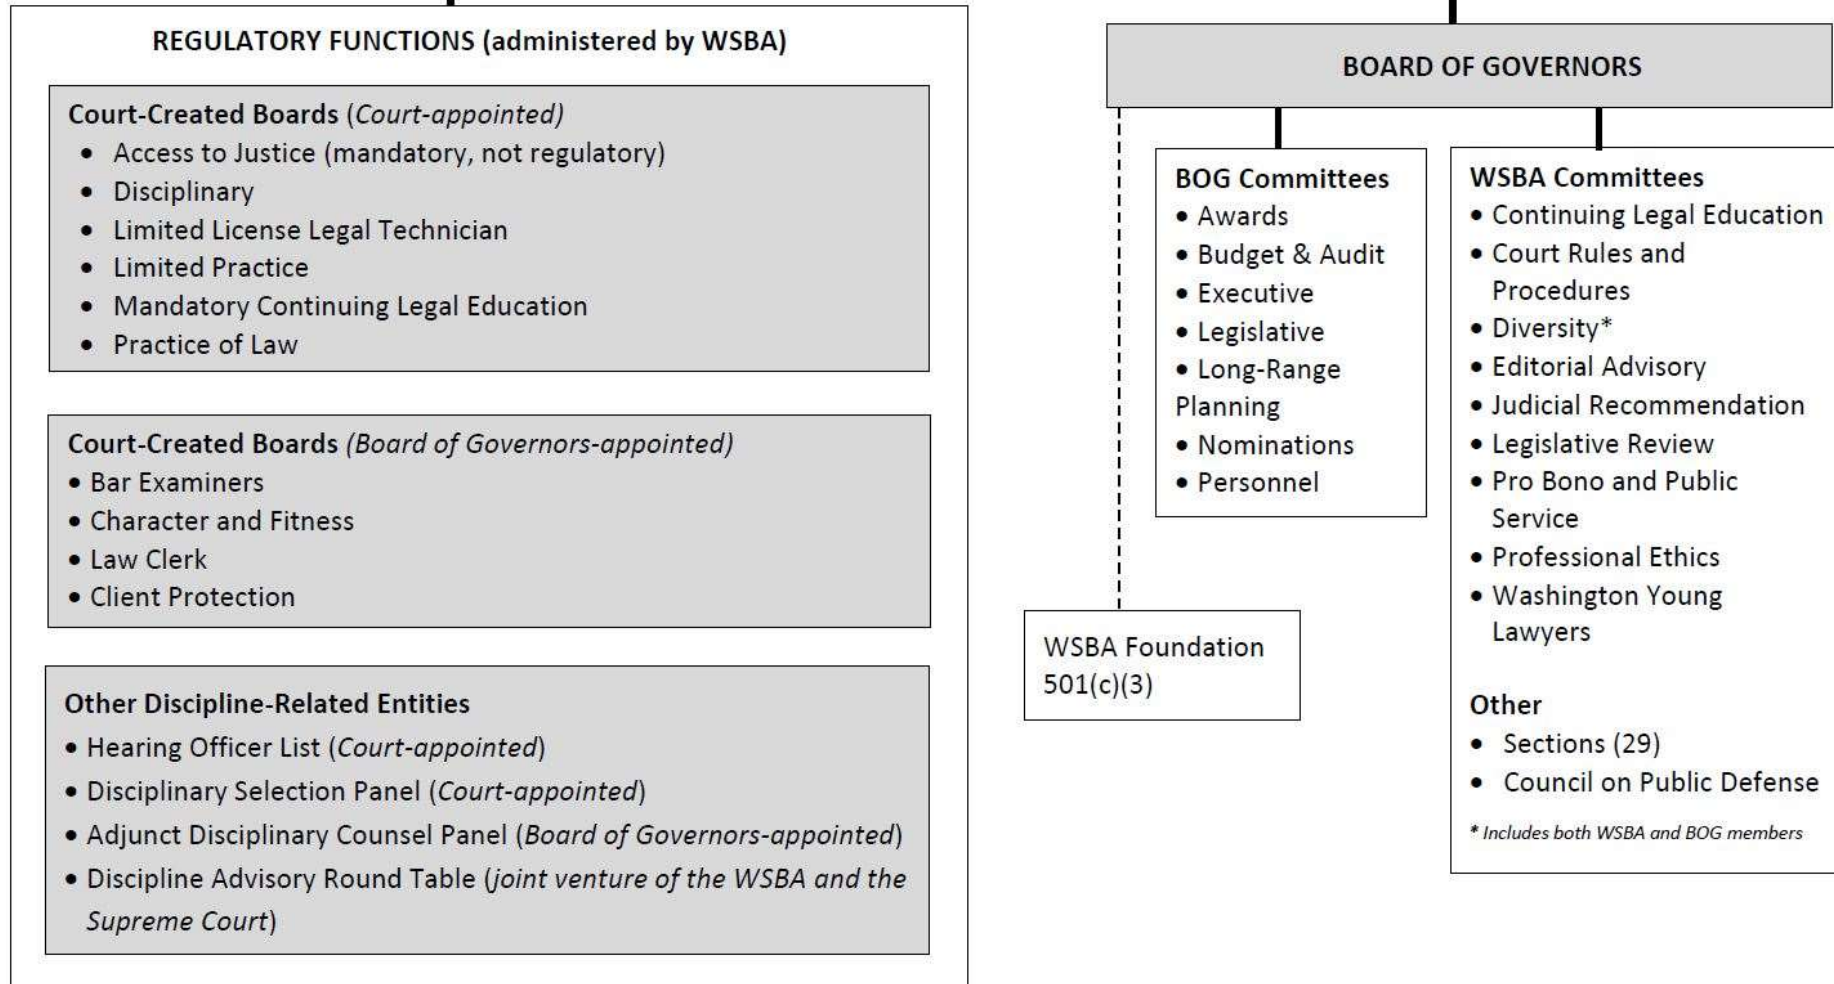 REGULATORY FUNCTIONS (administered by WSBA)
Court-Created Boards (Court-appointed)
• Access to Justice (mandatory, not regulatory)
• Disciplinary
• Limited License Legal Technician
• Limited Practice
• Mandatory Continuing Legal Education
• Practice of Law
Court-Created Boards (Board of Governors-appointed)
• Bar Examiners
• Character and Fitness
• Law Clerk
• Client Protection
Other Discipline-Related Entities
• Hearing Officer List (Court-appointed)
• Disciplinary Selection Panel (Court-appointed)
• Adjunct Disciplinary Counsel Panel (Board of Governors-appointed)
• Discipline Advisory Round Table (joint venture of the WSBA and the
Supreme Court)
BOARD OF GOVERNORS
BOG Committees
• Awards
• Budget & Audit
• Executive
• Legislative
• Long-Range
Planning
• Nominations
• Personnel
WSBA Committees
• Continuing Legal Education
• Court Rules and
Procedures
• Diversity*
• Editorial Advisory
• Judicial Recommendation
• Legislative Review
• Pro Bono and Public
Service
• Professional Ethics
• Washington Young
Lawyers
Other
• Sections (29)
• Council on Public Defense
* Includes both WSBA and BOG members
WSBA Foundation
501(c)(3)